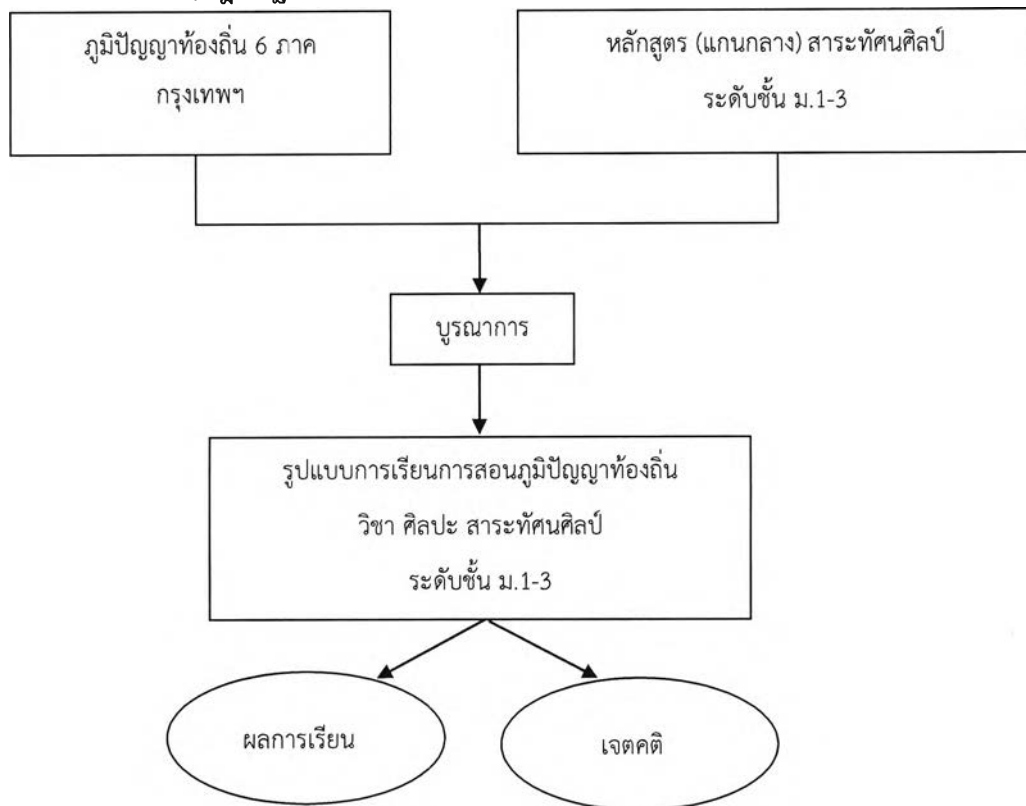 ภูมิปัญญาท้องถิ่น 6 ภาค
กรุงเทพฯ
หลักสูตร (แกนกลาง) สาระทัศนศิลป์
ระดับชั้น ม.1-3
บูรณาการ
รูปแบบการเรียนการสอนภูมิปัญญาท้องถิ่น
วิชา ศิลปะ สาระทัศนศิลป์
ระดับชั้น ม.1-3
ผลการเรียน
เจตคติ